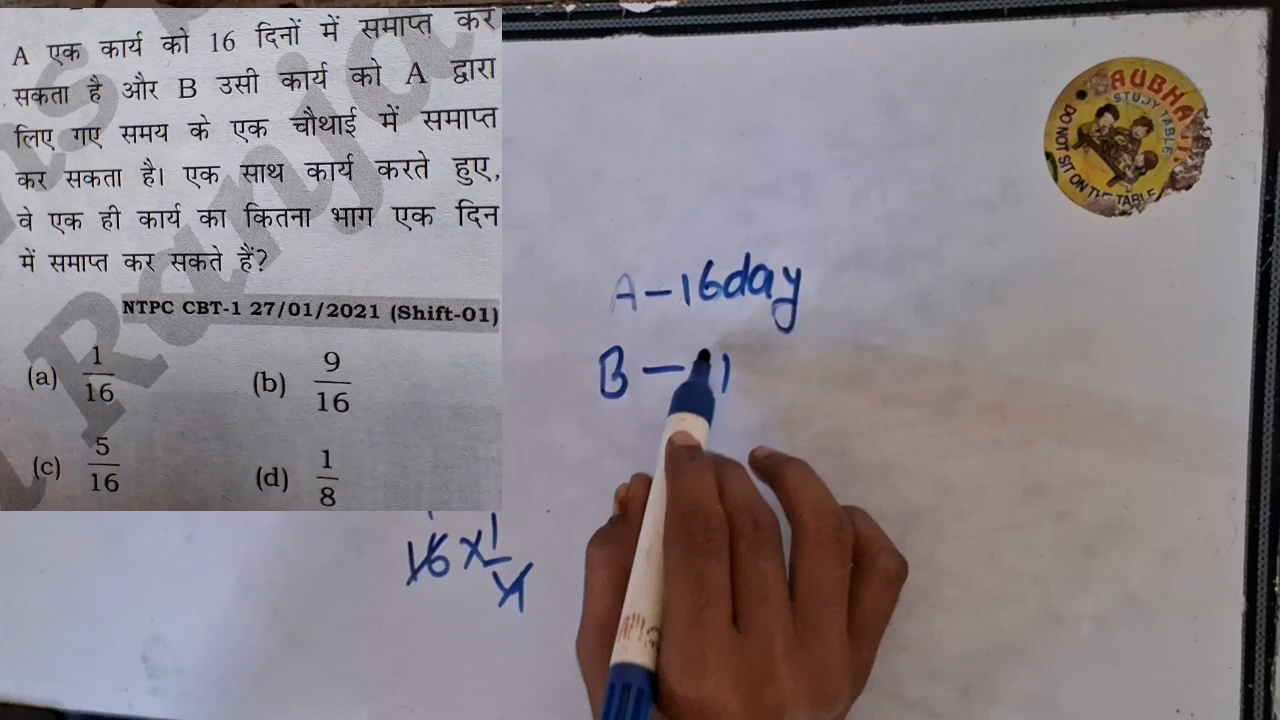 A एक कार्य को 16 दिनों में समाप्त कर
सकता है और B उसी कार्य को A द्वारा
लिए गए समय के एक चौथाई में समाप्त
कर सकता है। एक साथ कार्य करते हुए,
वे एक ही कार्य का कितना भाग एक दिन
में समाप्त कर सकते हैं?
NTPC CBT-1 27/01/2021 (Shift-01)
(a) 1/16 (b) 9/16
(c) 5/16 (d) 1/8
A – 16 day
B –
16 × 1/4
STUDY TABLE
DO NOT SIT ON THE TABLE